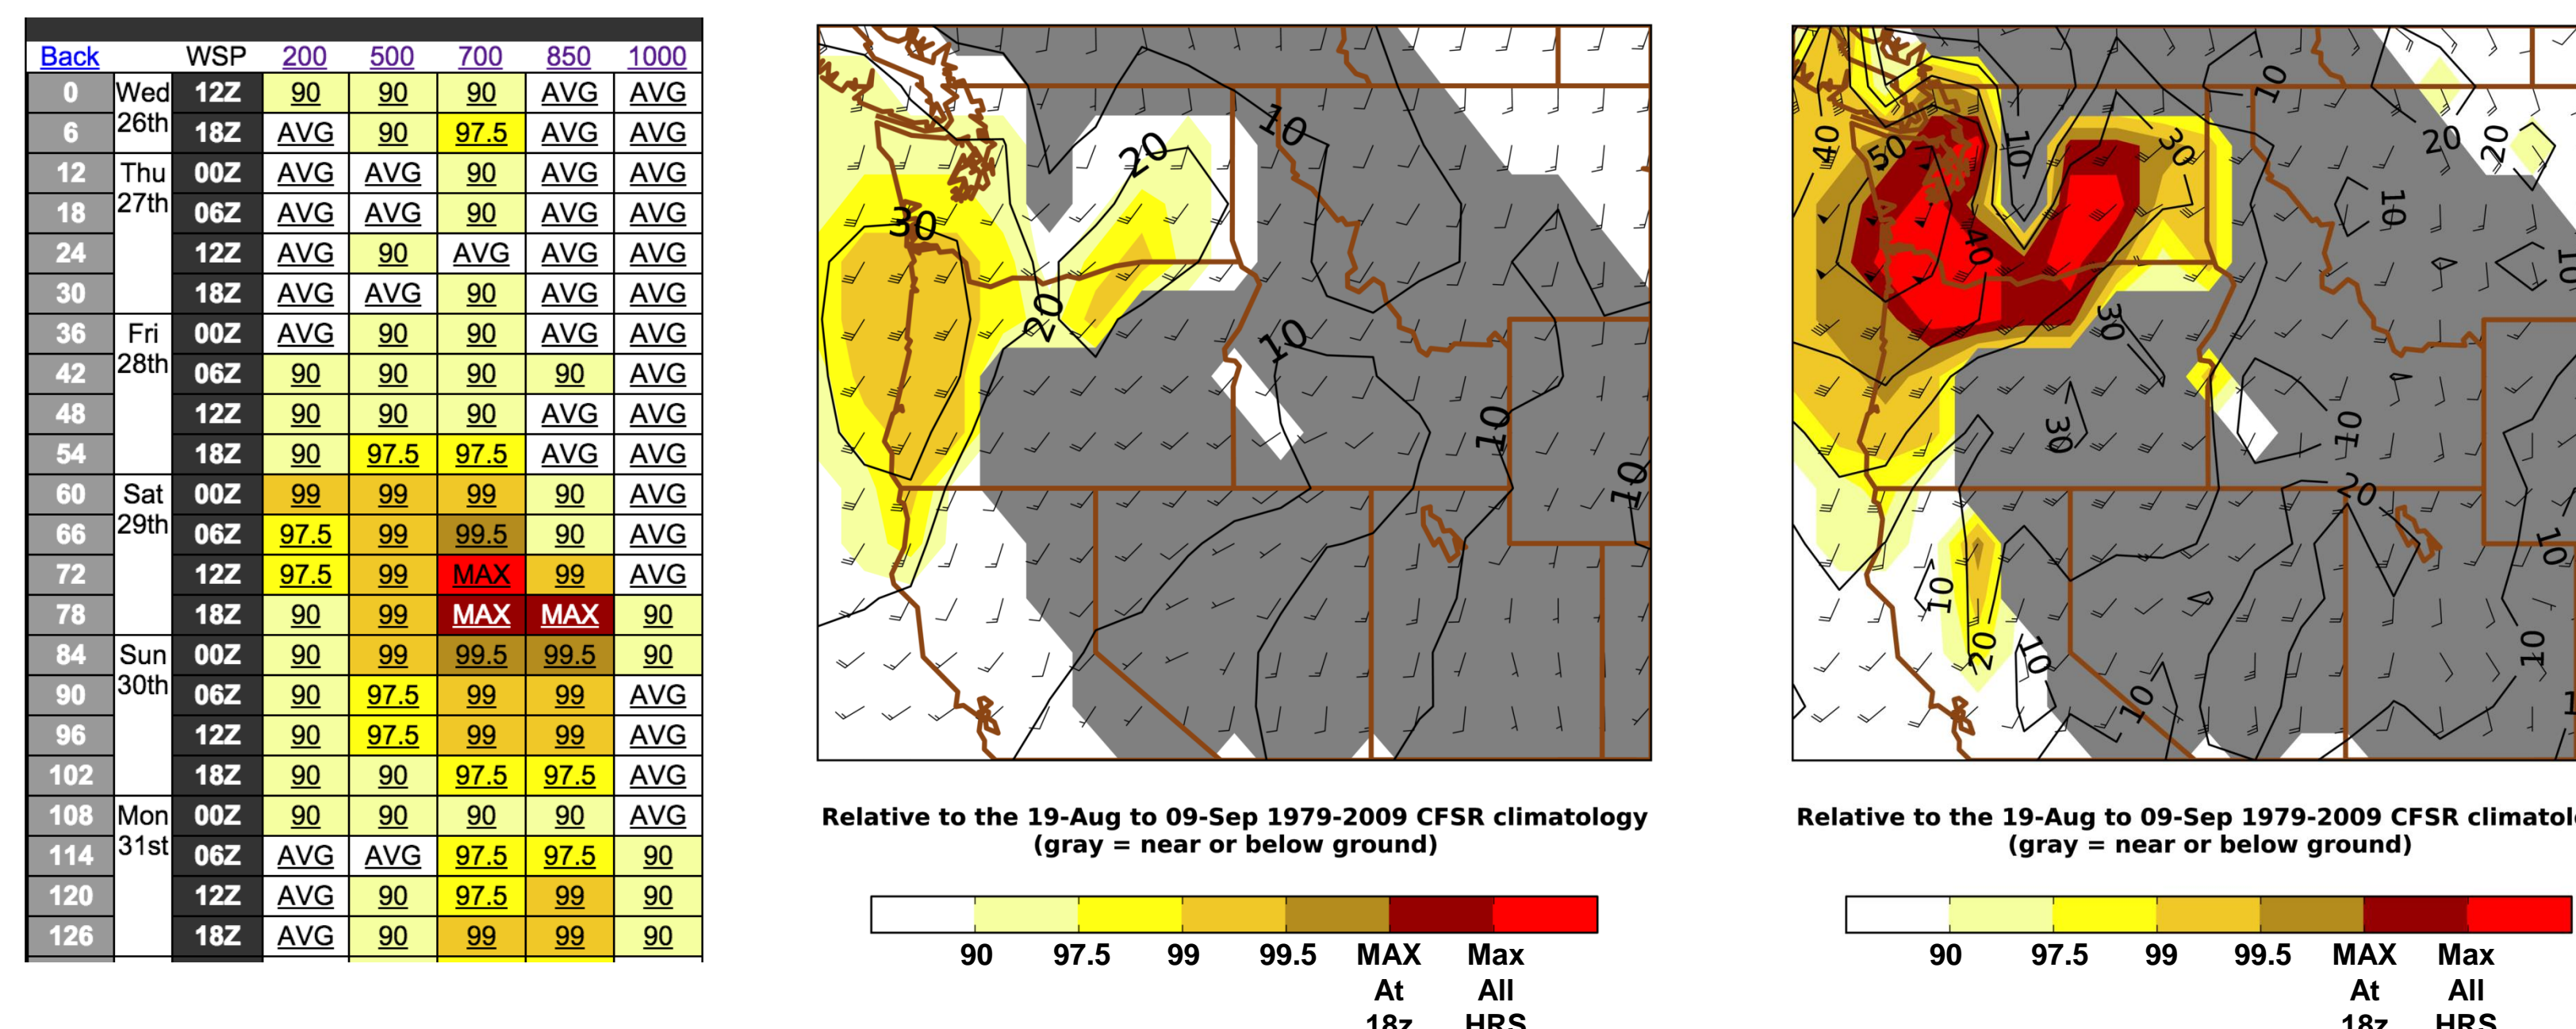 Back WSP 200 500 700 850 1000
0 Wed 12Z 90 90 90 AVG AVG
6 26th 18Z AVG 90 97.5 AVG AVG
12 Thu 00Z AVG AVG 90 AVG AVG
18 27th 06Z AVG AVG 90 AVG AVG
24 12Z AVG 90 AVG AVG AVG
30 18Z AVG AVG 90 AVG AVG
36 Fri 00Z AVG 90 90 AVG AVG
42 28th 06Z 90 90 90 90 AVG
48 12Z 90 90 90 AVG AVG
54 18Z 90 97.5 97.5 AVG AVG
60 Sat 00Z 99 99 99 90 AVG
66 29th 06Z 97.5 99 99.5 90 AVG
72 12Z 97.5 99 MAX 99 AVG
78 18Z 90 99 MAX MAX 90
84 Sun 00Z 90 99 99.5 99.5 90
90 30th 06Z 90 97.5 99 99 AVG
96 12Z 90 97.5 99 99 AVG
102 18Z 90 90 97.5 97.5 AVG
108 Mon 00Z 90 90 90 90 AVG
114 31st 06Z AVG AVG 97.5 97.5 90
120 12Z AVG 90 97.5 99 90
126 18Z AVG 90 99 99 90
10
20
30
20
10
10
10
Relative to the 19-Aug to 09-Sep 1979-2009 CFSR climatology
(gray = near or below ground)
90 97.5 99 99.5 MAX Max
At All
18z HRS
10
40
50
10
30
20
20
10
40
10
30
30
10
20
10
10
20
10
10
10
Relative to the 19-Aug to 09-Sep 1979-2009 CFSR climatol
(gray = near or below ground)
90 97.5 99 99.5 MAX Max
At All
18z HRS